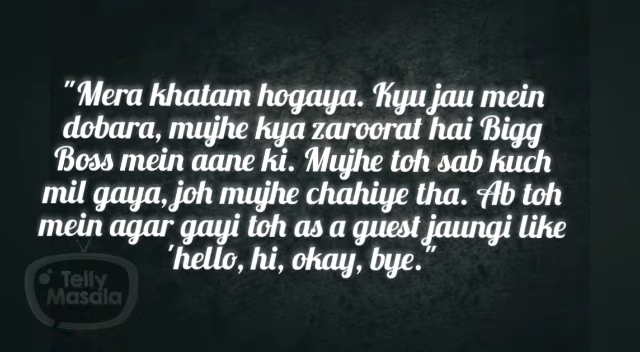 "Mera khatam hogaya. Kyu jau mein
dobara, mujhe kya zaroorat hai Bigg
Boss mein aane ki. Mujhe toh sab kuch
mil gaya, joh mujhe chahiye tha. Ab toh
mein agar gayi toh as a guest jaungi like
'hello, hi, okay, bye."
Telly
Masala